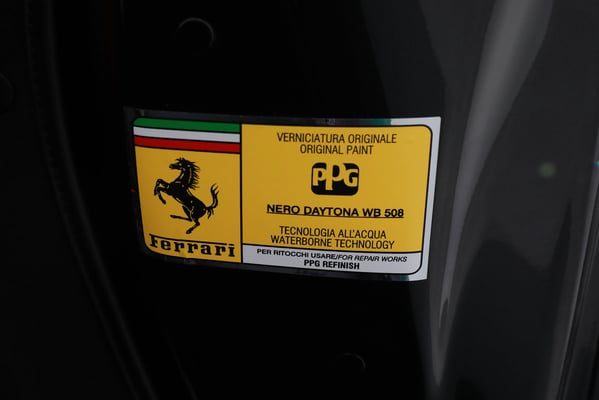 Ferrari
VERNICIATURA ORIGINALE
ORIGINAL PAINT
PPG
NERO DAYTONA WB 508
TECNOLOGIA ALL'ACQUA
WATERBORNE TECHNOLOGY
PER RITOCCHI USARE/FOR REPAIR WORKS
PPG REFINISH